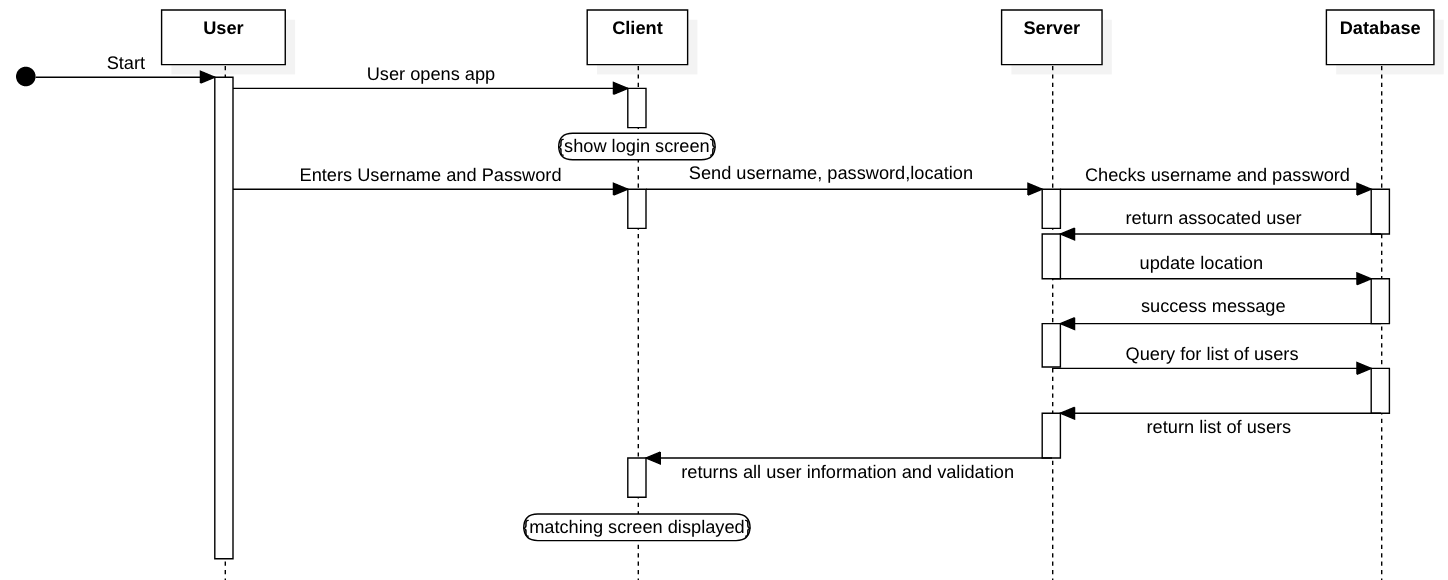 User
Client
Server
Database
Start
User opens app
{show login screen}
Enters Username and Password
Send username, password,location
Checks username and password
return assocated user
update location
success message
Query for list of users
return list of users
returns all user information and validation
{matching screen displayed}